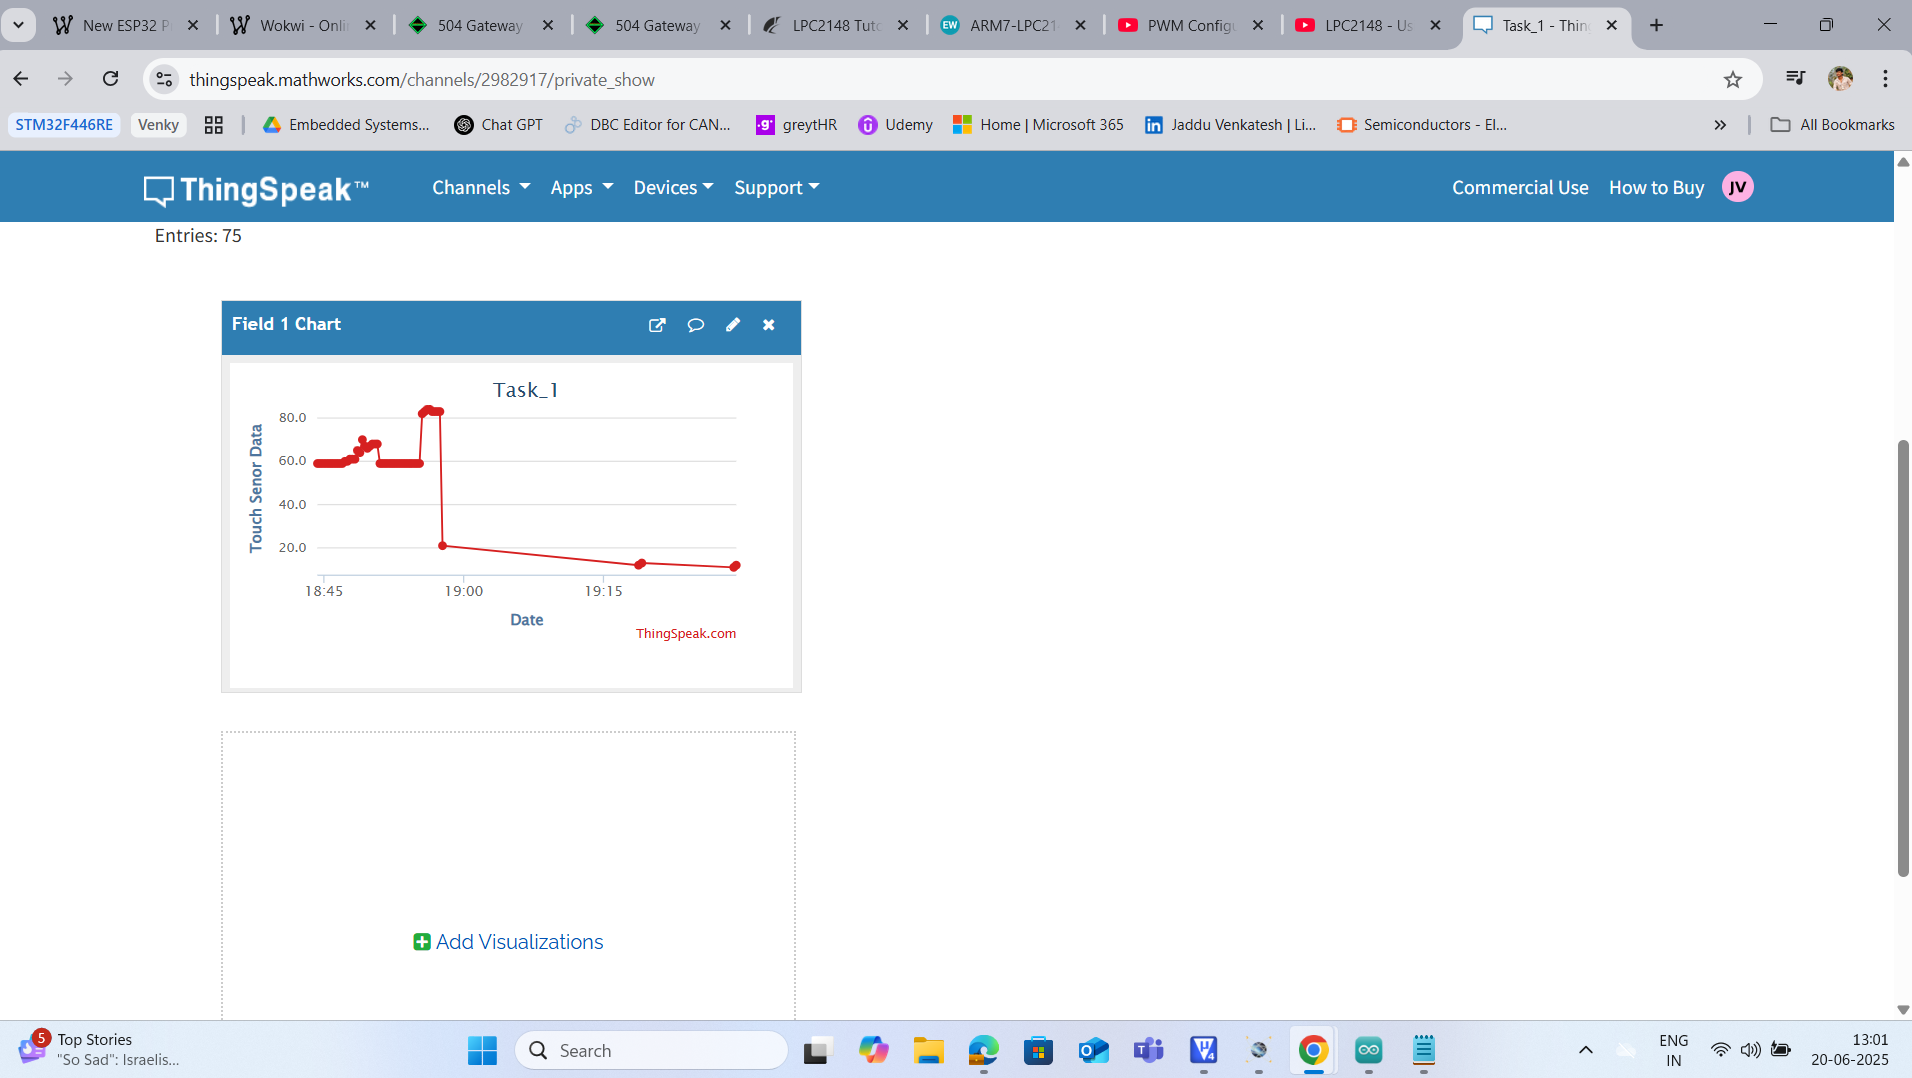 New ESP32 P
Wokwi - Onli
504 Gateway
504 Gateway
LPC2148 Tuto
EW
ARM7-LPC21
PWM Configu
LPC2148 - Us
Task_1 - Thing
thingspeak.mathworks.com/channels/2982917/private_show
STM32F446RE
Venky
Embedded Systems...
Chat GPT
DBC Editor for CAN...
.g'
greytHR
Udemy
Home | Microsoft 365
in
Jaddu Venkatesh | Li...
Semiconductors - El...
»
All Bookmarks
ThingSpeak™
Channels
Apps
Devices
Support
Commercial Use
How to Buy
JV
Entries: 75
Field 1 Chart
Task_1
Touch Senor Data
80.0
60.0
40.0
20.0
18:45
19:00
19:15
Date
ThingSpeak.com
Add Visualizations
5
Top Stories
"So Sad": Israelis...
Search
ENG
IN
13:01
20-06-2025